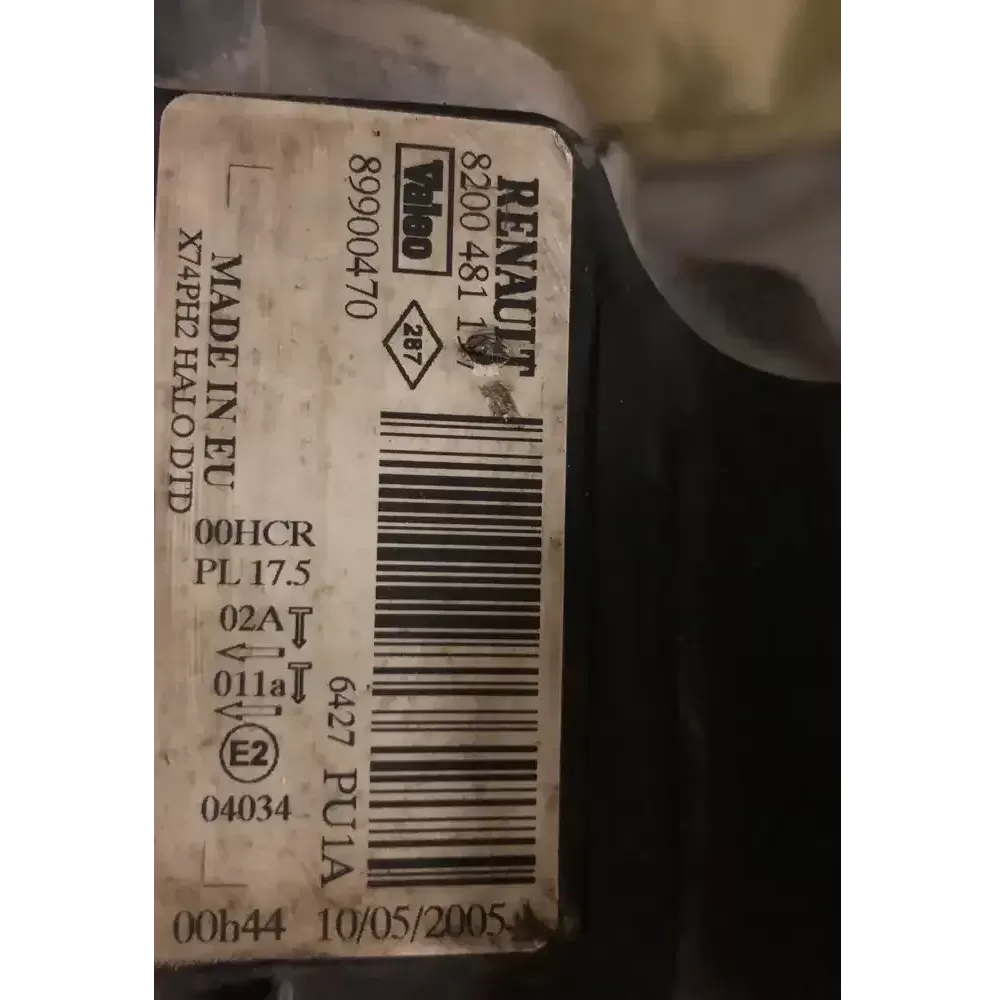 RENAULT
8200 481
Valeo
287
89900470
6427 PU1A
MADE IN EU
X74PH2 HALO DTD
00HCR
PL 17.5
02A
011a
E2
04034
00h44 10/05/2005